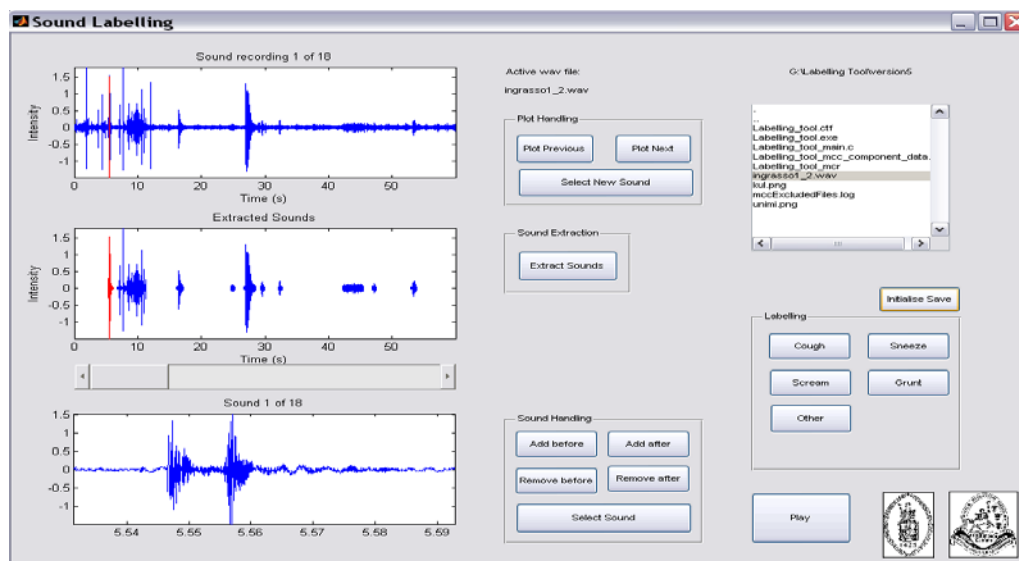 Sound Labelling
Sound recording 1 of 18
Intensity
1.5
1
0.5
0
-0.5
-1
0 10 20 30 40 50
Time (s)
Extracted Sounds
Intensity
1.5
1
0.5
0
-0.5
-1
0 10 20 30 40 50
Time (s)
Sound 1 of 18
1.5
1
0.5
0
-0.5
-1
5.54 5.55 5.56 5.57 5.58 5.59
Active wav file:
ingrasso1_2.wav
Plot Handling
Plot Previous Plot Next
Select New Sound
Sound Extraction
Extract Sounds
Sound Handling
Add before Add after
Remove before Remove after
Select Sound
G:\Labelling Tool\version5
.
..
Labelling_tool.ctf
Labelling_tool.exe
Labelling_tool_main.c
Labelling_tool_mcc_component_data.
Labelling_tool_mcr
ingrasso1_2.wav
kul.png
mccExcludedFiles.log
unimi.png
Initialise Save
Labelling
Cough Sneeze
Scream Grunt
Other
Play
1425